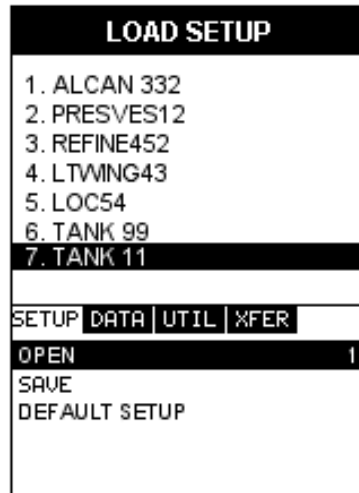 LOAD SETUP
1. ALCAN 332
2. PRESVES12
3. REFINE452
4. LTWING43
5. LOC54
6. TANK 99
7. TANK 11
SETUP DATA UTIL XFER
OPEN 1
SAVE
DEFAULT SETUP